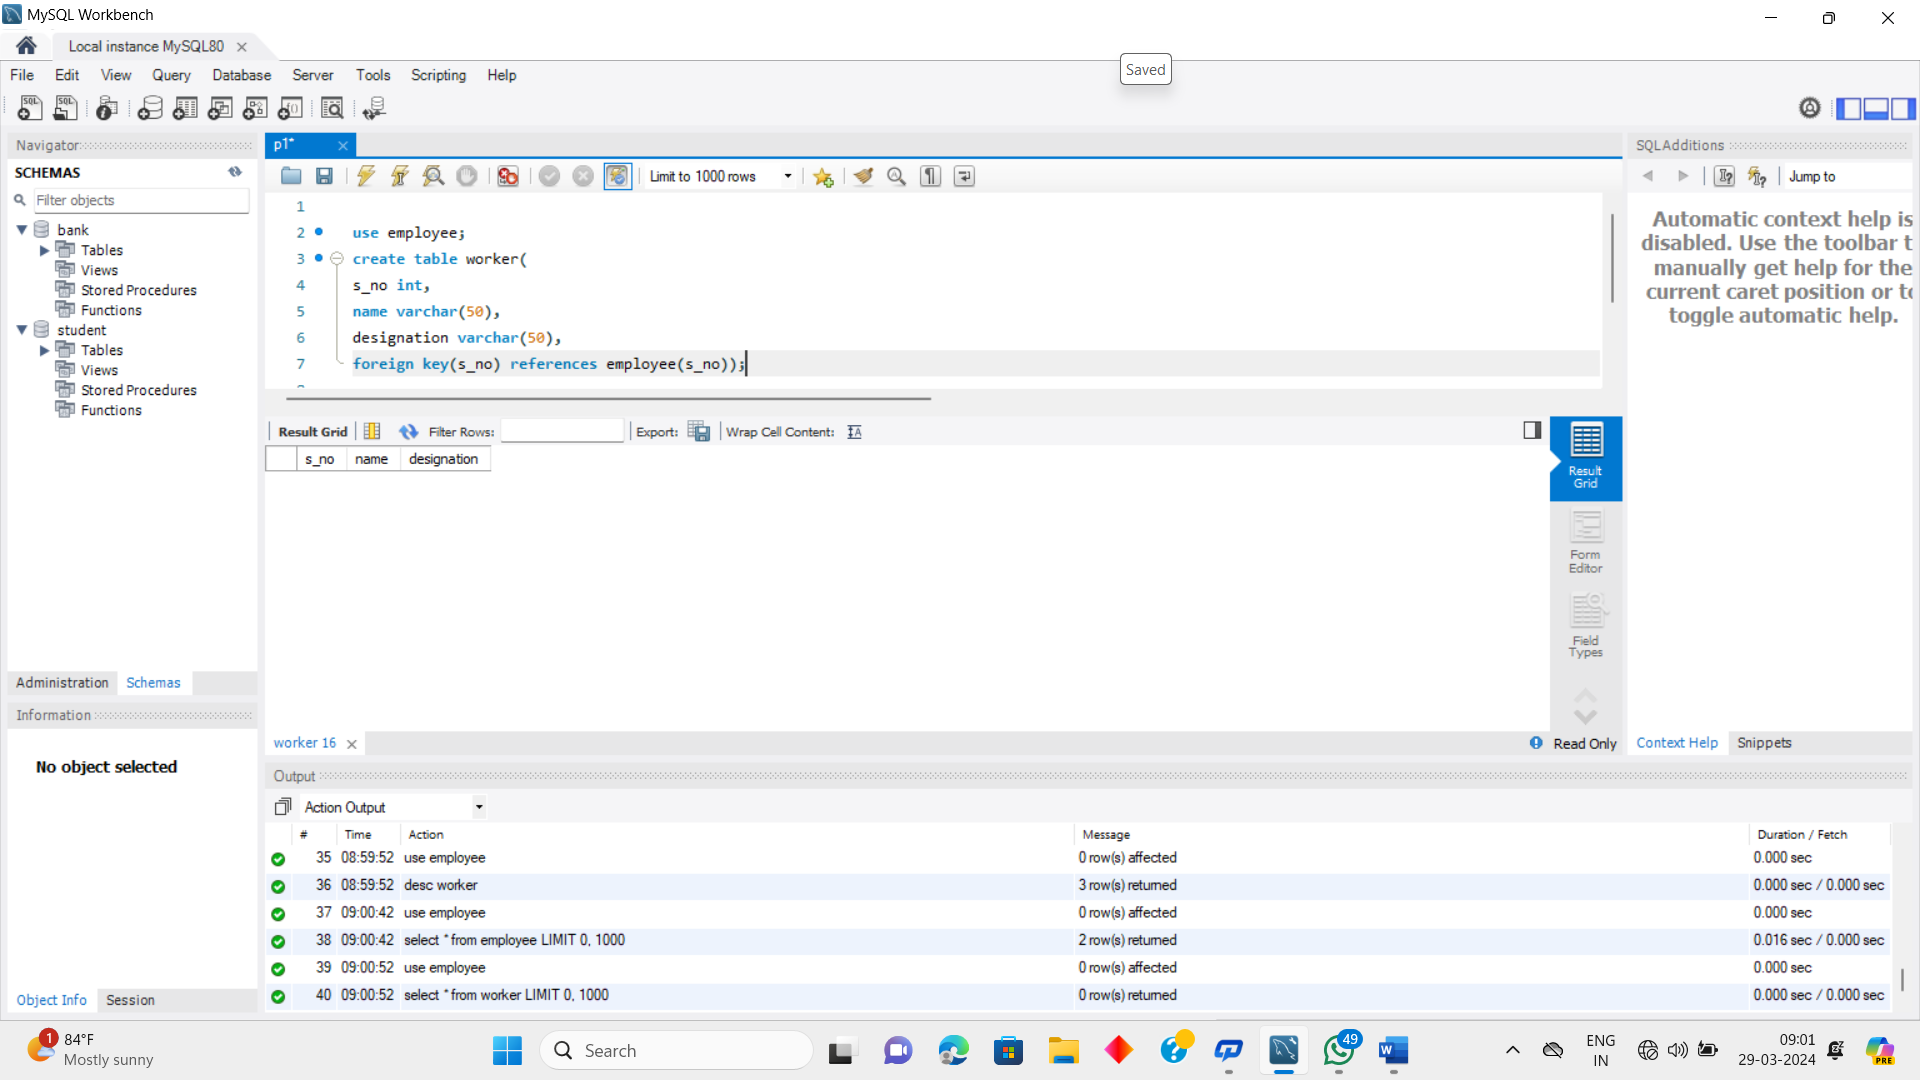 MySQL Workbench
Local instance MySQL80
File Edit View Query Database Server Tools Scripting Help
Saved
Navigator
SCHEMAS
Filter objects
bank
Tables
Views
Stored Procedures
Functions
student
Tables
Views
Stored Procedures
Functions
Administration Schemas
Information
No object selected
Object Info Session
p1*
Limit to 1000 rows
1
2 use employee;
3 create table worker(
4 s_no int,
5 name varchar(50),
6 designation varchar(50),
7 foreign key(s_no) references employee(s_no));
Result Grid Filter Rows: Export: Wrap Cell Content:
s_no name designation
Result
Grid
Form
Editor
Field
Types
worker 16
Read Only
SQLAdditions
Jump to
Automatic context help is
disabled. Use the toolbar t
manually get help for the
current caret position or to
toggle automatic help.
Context Help Snippets
Output
Action Output
# Time Action Message Duration / Fetch
35 08:59:52 use employee 0 row(s) affected 0.000 sec
36 08:59:52 desc worker 3 row(s) returned 0.000 sec / 0.000 sec
37 09:00:42 use employee 0 row(s) affected 0.000 sec
38 09:00:42 select * from employee LIMIT 0, 1000 2 row(s) returned 0.016 sec / 0.000 sec
39 09:00:52 use employee 0 row(s) affected 0.000 sec
40 09:00:52 select * from worker LIMIT 0, 1000 0 row(s) returned 0.000 sec / 0.000 sec
1
84°F
Mostly sunny
Search
49
ENG
IN
09:01
29-03-2024
PRE